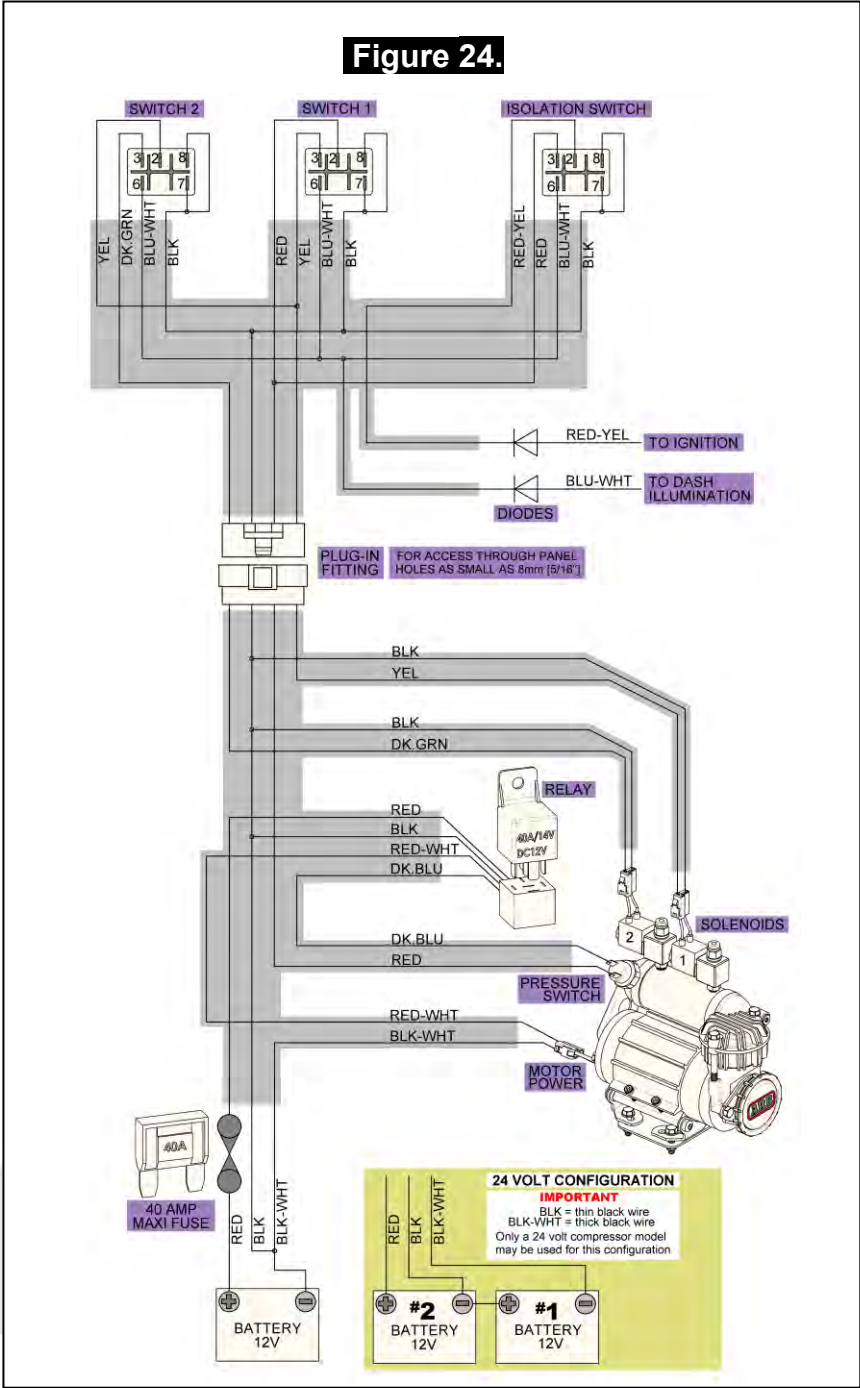 Figure 24.
SWITCH 2
SWITCH 1
ISOLATION SWITCH
3 2 8
6 7
3 2 8
6 7
3 2 8
6 7
YEL
DK.GRN
BLU-WHT
BLK
RED
YEL
BLU-WHT
BLK
RED-YEL
RED
BLU-WHT
BLK
RED-YEL
TO IGNITION
BLU-WHT
TO DASH
ILLUMINATION
DIODES
PLUG-IN
FITTING
FOR ACCESS THROUGH PANEL
HOLES AS SMALL AS 8mm [5/16"]
BLK
YEL
BLK
DK.GRN
RELAY
RED
BLK
RED-WHT
DK.BLU
40A/14V
DC12V
2
1
SOLENOIDS
DK.BLU
RED
PRESSURE
SWITCH
RED-WHT
BLK-WHT
MOTOR
POWER
ARB
40A
40 AMP
MAXI FUSE
RED
BLK
BLK-WHT
BATTERY
12V
24 VOLT CONFIGURATION
IMPORTANT
BLK = thin black wire
BLK-WHT = thick black wire
Only a 24 volt compressor model
may be used for this configuration
RED
BLK
BLK-WHT
#2
BATTERY
12V
#1
BATTERY
12V